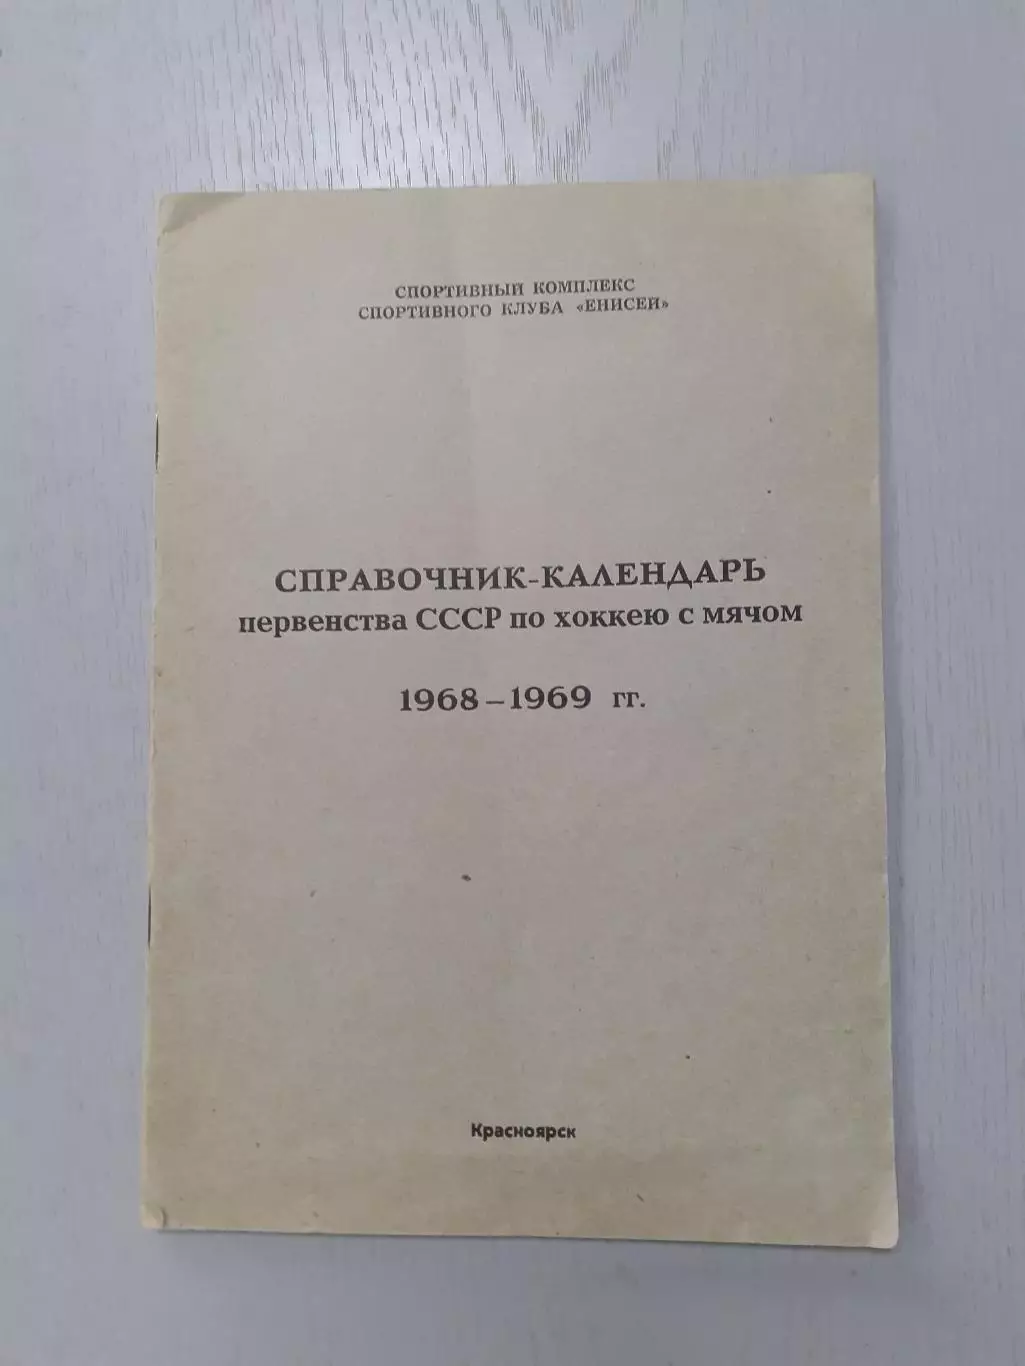 СПОРТИВНЫЙ КОМПЛЕКС
СПОРТИВНОГО КЛУБА «ЕНИСЕЙ»
СПРАВОЧНИК-КАЛЕНДАРЬ
первенства СССР по хоккею с мячом
1968–1969 гг.
Красноярск